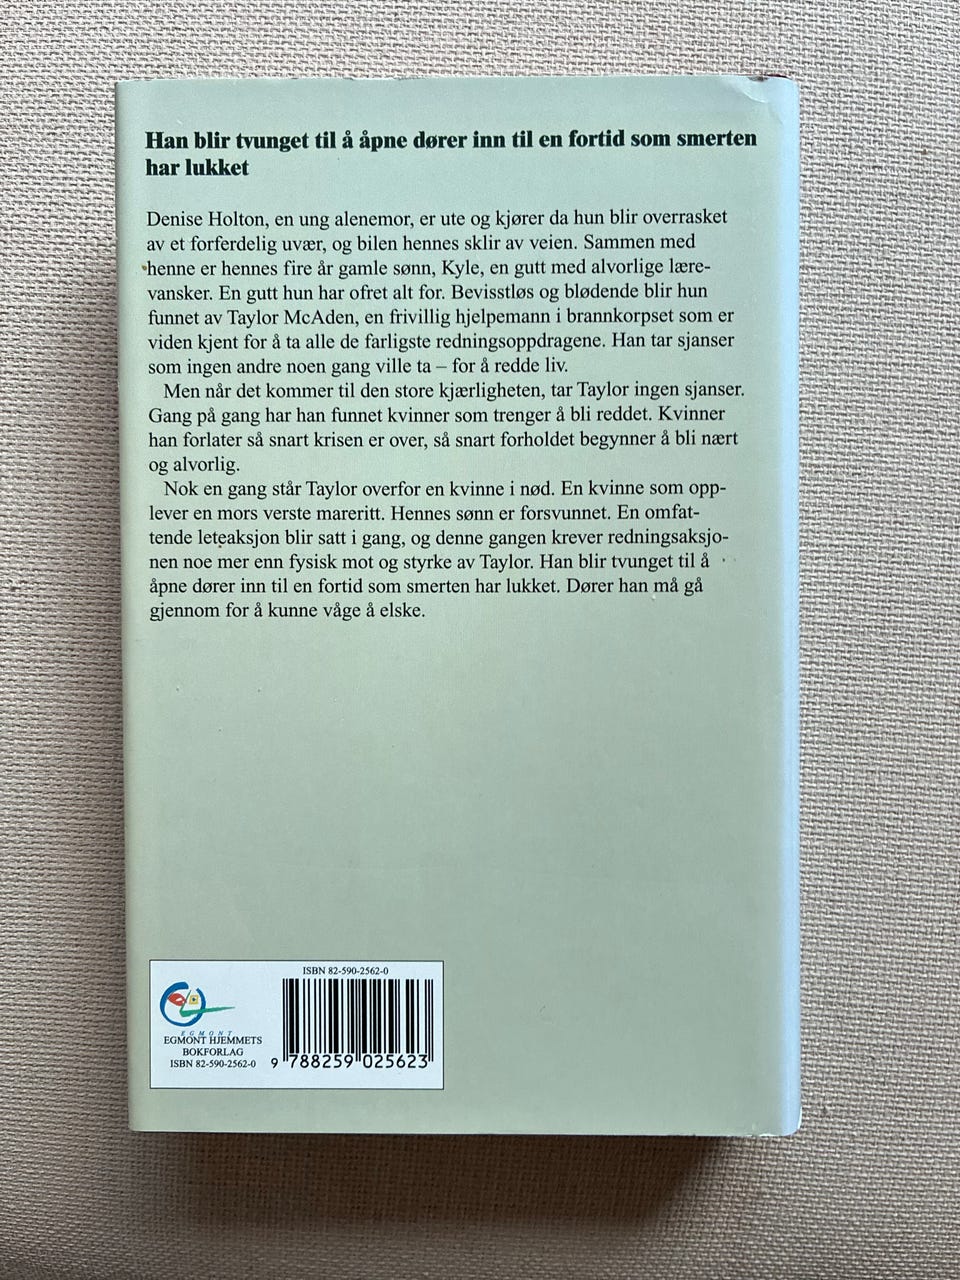 Han blir tvunget til å åpne dører inn til en fortid som smerten
har lukket
Denise Holton, en ung alenemor, er ute og kjører da hun blir overrasket
av et forferdelig uvær, og bilen hennes sklir av veien. Sammen med
henne er hennes fire år gamle sønn, Kyle, en gutt med alvorlige lære-
vansker. En gutt hun har ofret alt for. Bevisstløs og blødende blir hun
funnet av Taylor McAden, en frivillig hjelpemann i brannkorpset som er
viden kjent for å ta alle de farligste redningsoppdragene. Han tar sjanser
som ingen andre noen gang ville ta – for å redde liv.
Men når det kommer til den store kjærligheten, tar Taylor ingen sjanser.
Gang på gang har han funnet kvinner som trenger å bli reddet. Kvinner
han forlater så snart krisen er over, så snart forholdet begynner å bli nært
og alvorlig.
Nok en gang står Taylor overfor en kvinne i nød. En kvinne som opp-
lever en mors verste mareritt. Hennes sønn er forsvunnet. En omfat-
tende leteaksjon blir satt i gang, og denne gangen krever redningsaksjo-
nen noe mer enn fysisk mot og styrke av Taylor. Han blir tvunget til å
åpne dører inn til en fortid som smerten har lukket. Dører han må gå
gjennom for å kunne våge å elske.
ISBN 82-590-2562-0
EGMONT
EGMONT HJEMMETS
BOKFORLAG
ISBN 82-590-2562-0
9 788259 025623